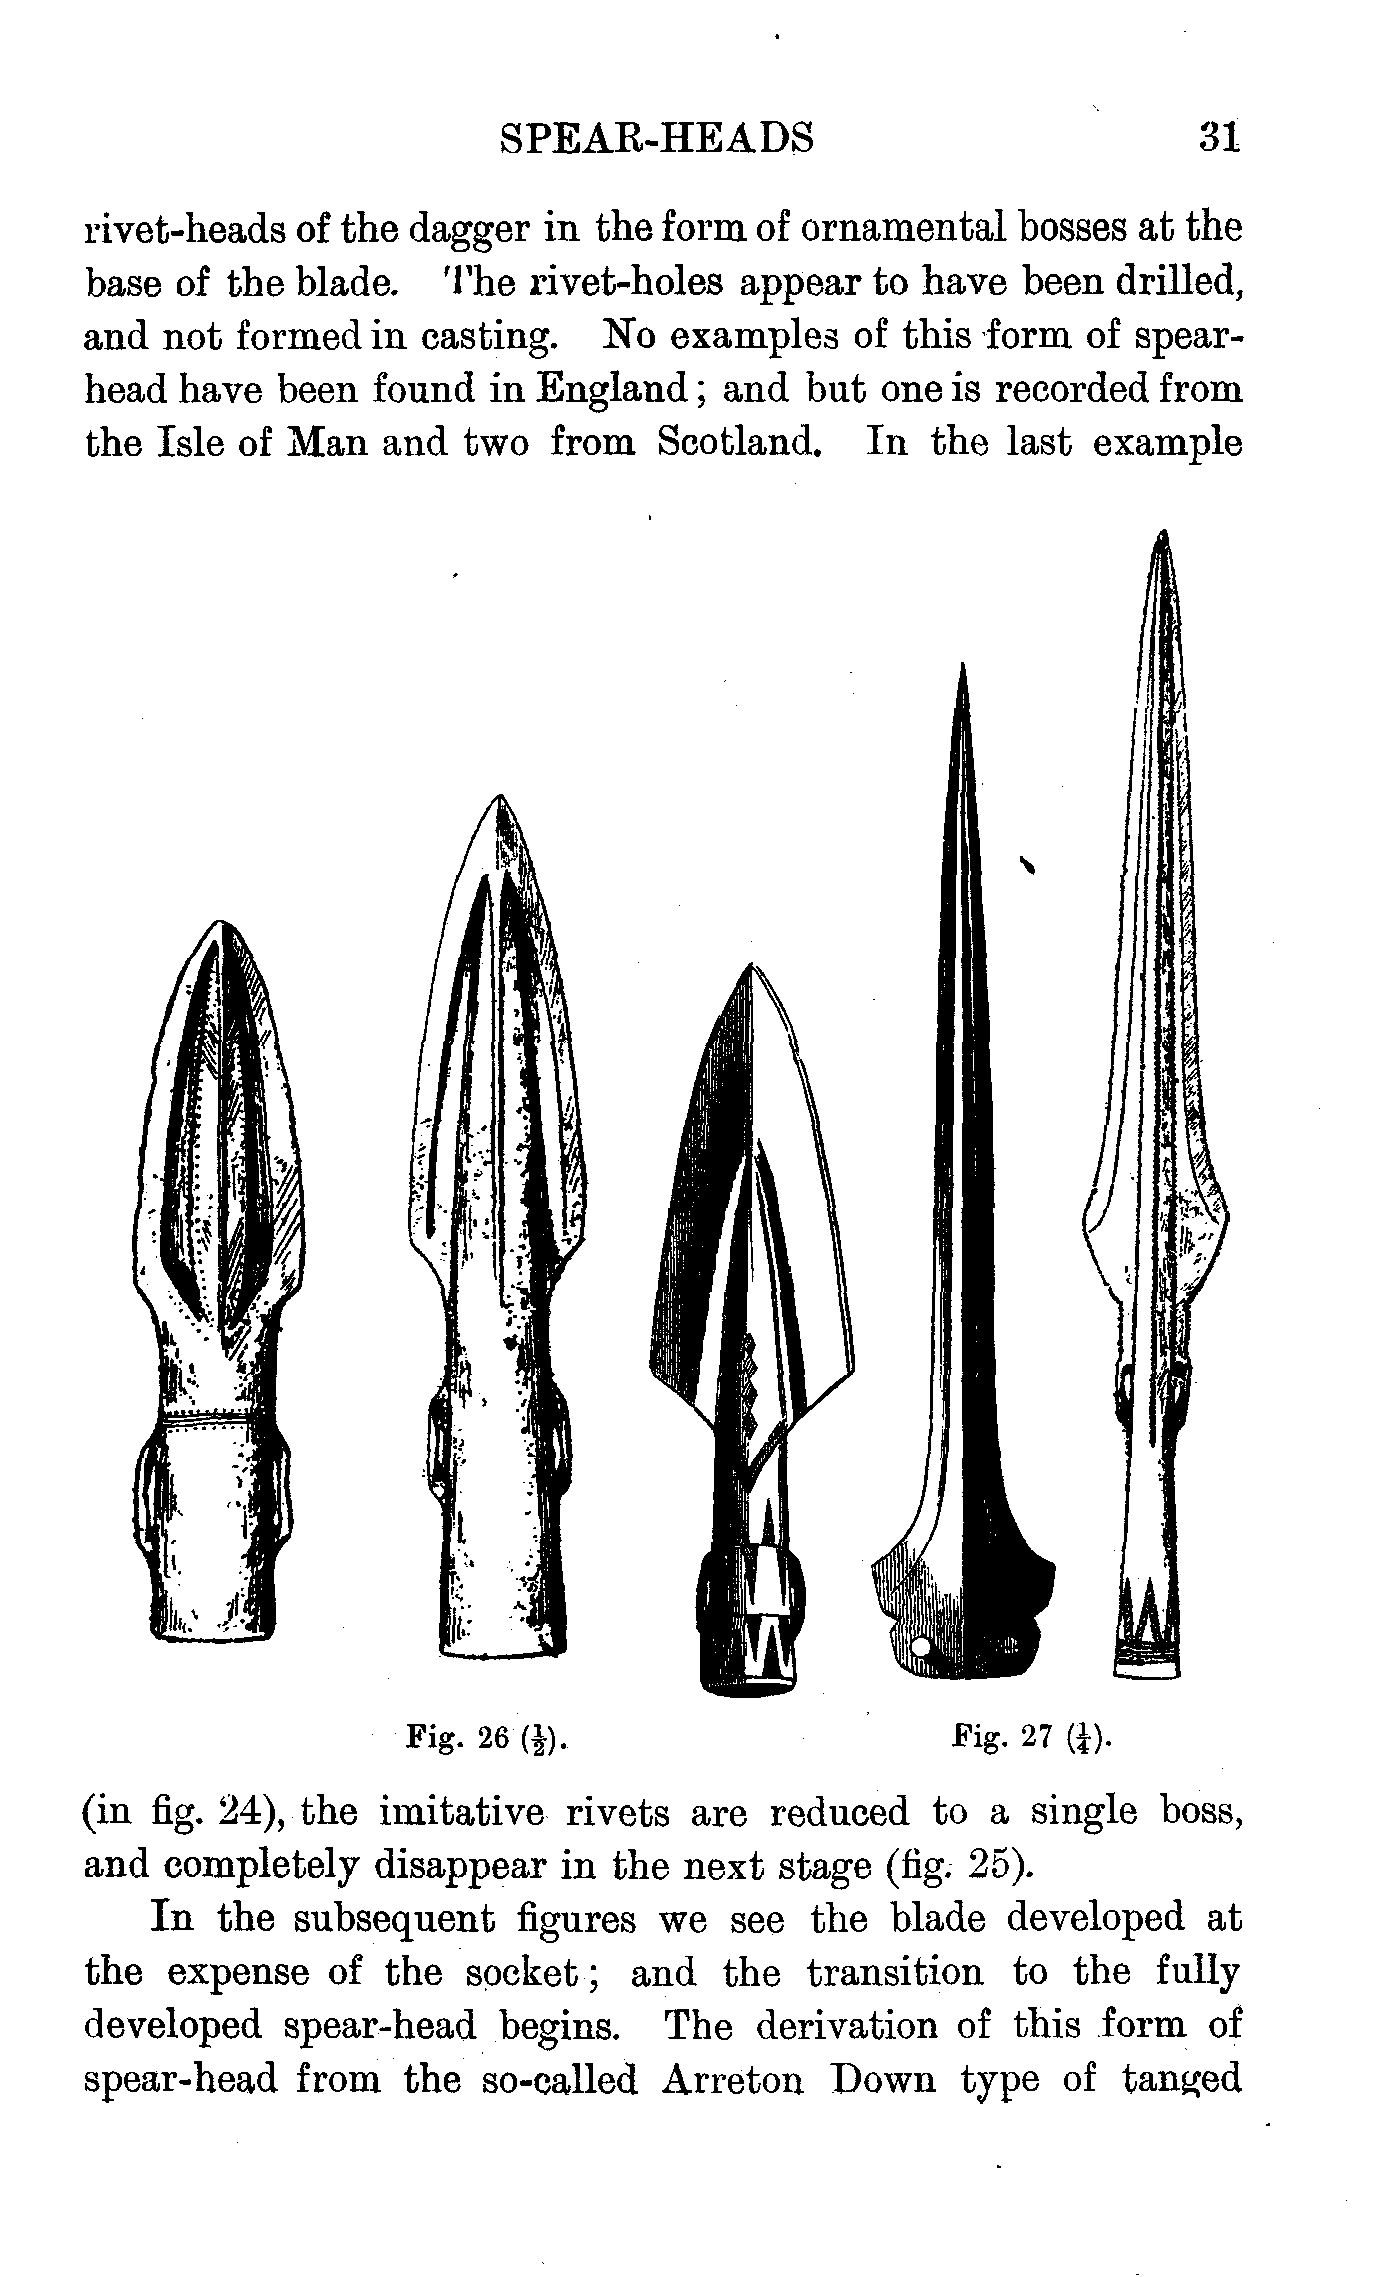 SPEAR-HEADS 31
rivet-heads of the dagger in the form of ornamental bosses at the
base of the blade. The rivet-holes appear to have been drilled,
and not formed in casting. No examples of this form of spear-
head have been found in England; and but one is recorded from
the Isle of Man and two from Scotland. In the last example
Fig. 26 (½). Fig. 27 (¼).
(in fig. 24), the imitative rivets are reduced to a single boss,
and completely disappear in the next stage (fig. 25).
In the subsequent figures we see the blade developed at
the expense of the socket; and the transition to the fully
developed spear-head begins. The derivation of this form of
spear-head from the so-called Arreton Down type of tanged